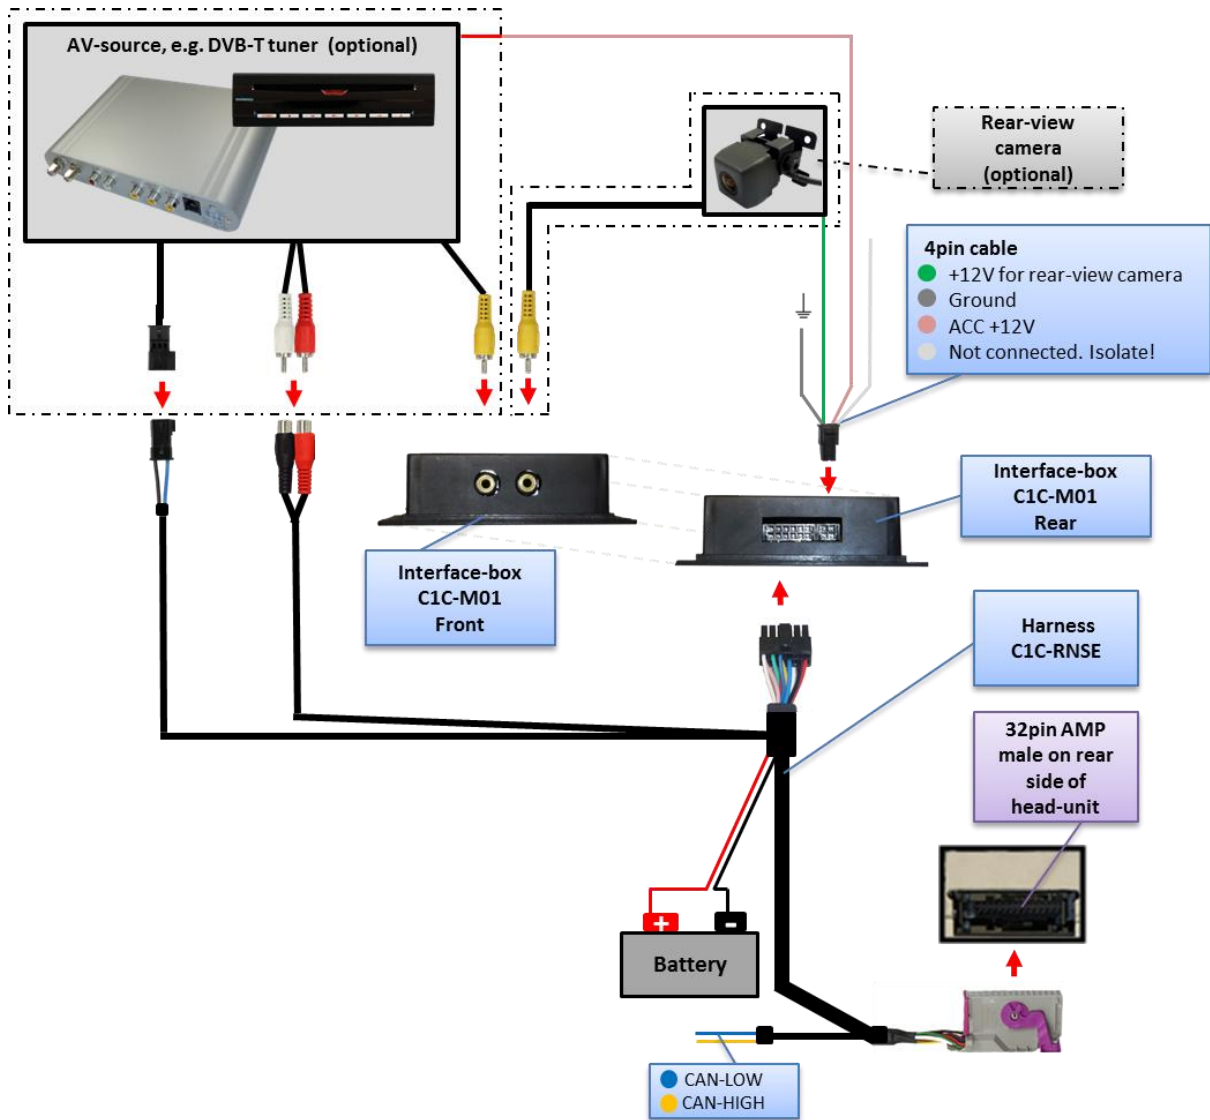 AV-source, e.g. DVB-T tuner (optional)
Rear-view
camera
(optional)
4pin cable
+12V for rear-view camera
Ground
ACC +12V
Not connected. Isolate!
Interface-box
C1C-M01
Rear
Interface-box
C1C-M01
Front
Harness
C1C-RNSE
32pin AMP
male on rear
side of
head-unit
+ -
Battery
CAN-LOW
CAN-HIGH